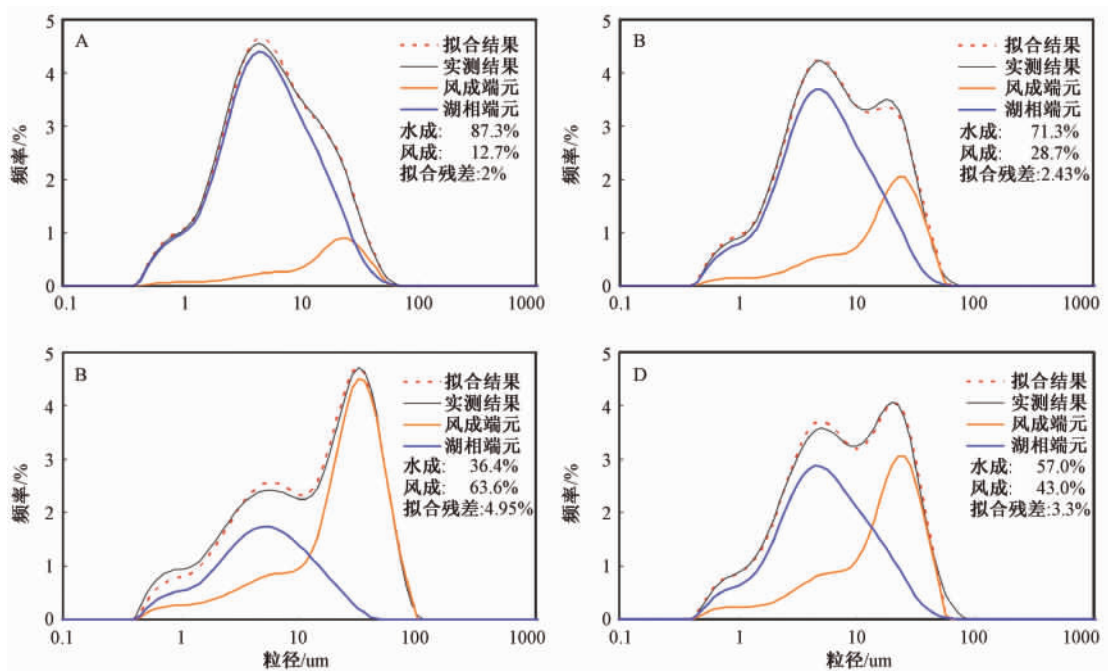 A
拟合结果
实测结果
风成端元
湖相端元
水成: 87.3%
风成: 12.7%
拟合残差:2%
频率/%
5
4
3
2
1
0
0.1 1 10 100 1000
B
拟合结果
实测结果
风成端元
湖相端元
水成: 71.3%
风成: 28.7%
拟合残差:2.43%
频率/%
5
4
3
2
1
0
0.1 1 10 100 1000
B
拟合结果
实测结果
风成端元
湖相端元
水成: 36.4%
风成: 63.6%
拟合残差:4.95%
频率/%
5
4
3
2
1
0
0.1 1 10 100 1000
粒径/um
D
拟合结果
实测结果
风成端元
湖相端元
水成: 57.0%
风成: 43.0%
拟合残差:3.3%
频率/%
5
4
3
2
1
0
0.1 1 10 100 1000
粒径/um